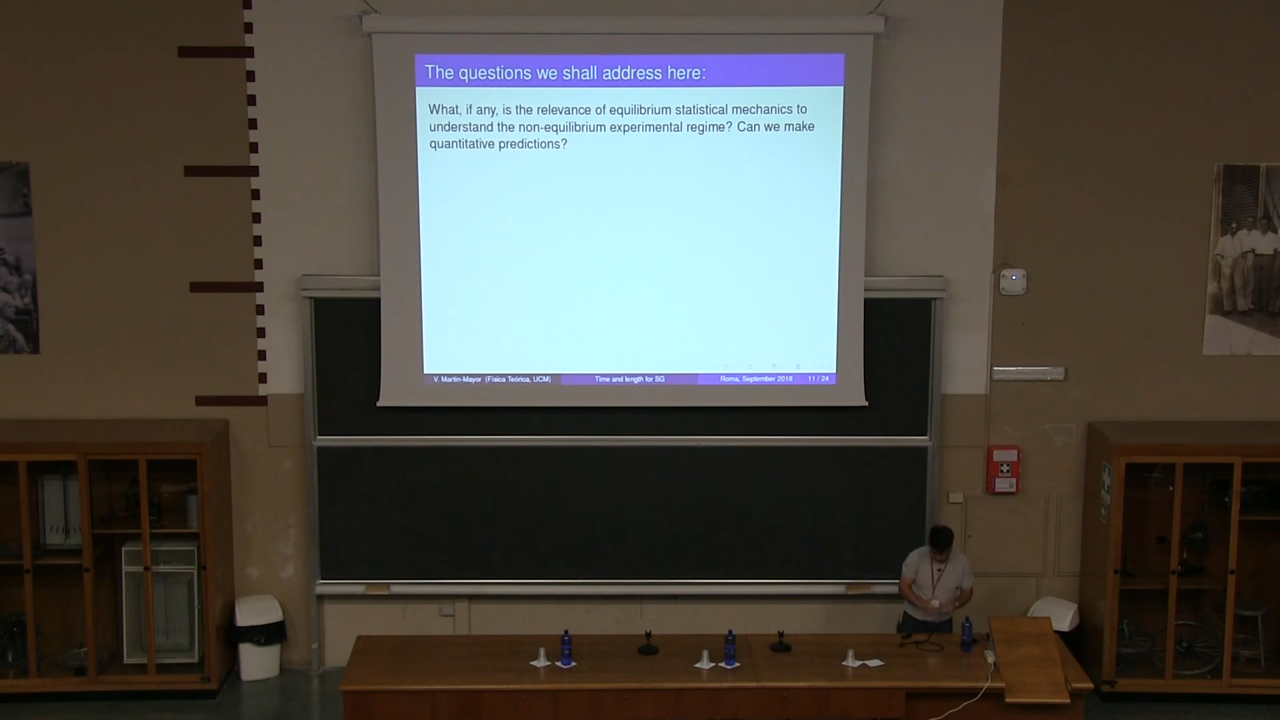 The questions we shall address here:
What, if any, is the relevance of equilibrium statistical mechanics to
understand the non-equilibrium experimental regime? Can we make
quantitative predictions?
V. Martin-Mayor (Física Teórica, UCM) Time and length for SG Roma, September 2018 11 / 24